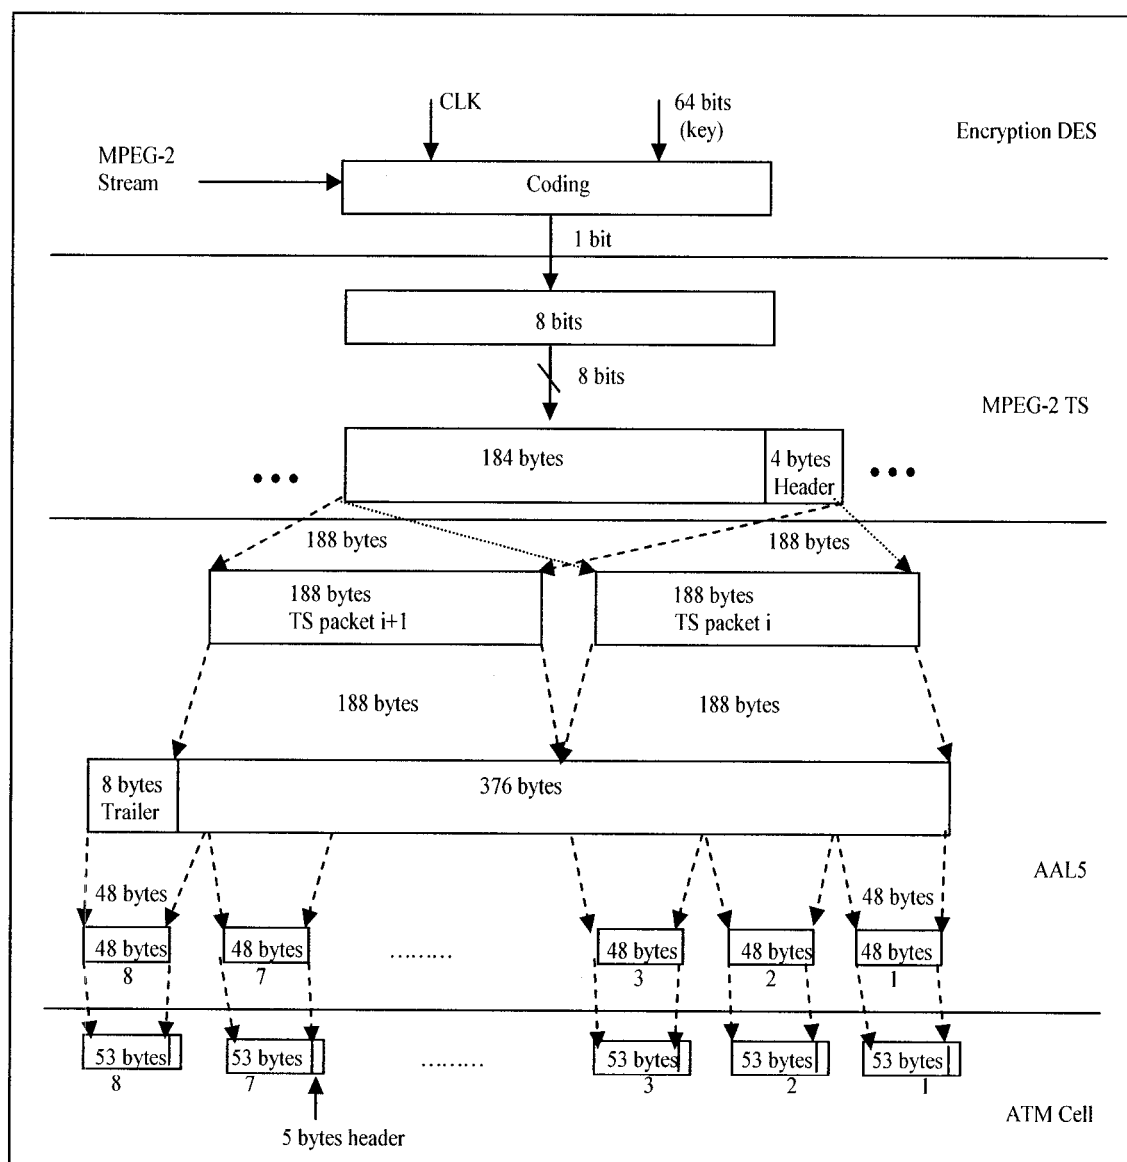 CLK
64 bits
(key)
Encryption DES
MPEG-2
Stream
Coding
1 bit
8 bits
8 bits
MPEG-2 TS
184 bytes
4 bytes
Header
188 bytes
188 bytes
188 bytes
TS packet i+1
188 bytes
TS packet i
188 bytes
188 bytes
8 bytes
Trailer
376 bytes
AAL5
48 bytes
48 bytes
48 bytes
48 bytes
.........
48 bytes
48 bytes
48 bytes
8
7
3
2
1
53 bytes
53 bytes
.........
53 bytes
53 bytes
53 bytes
8
7
3
2
1
ATM Cell
5 bytes header